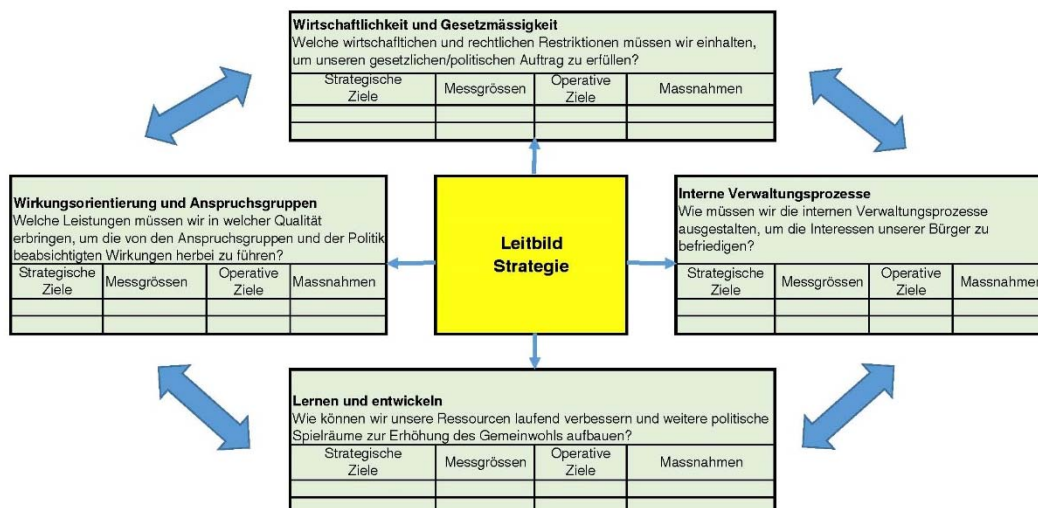 Wirtschaftlichkeit und Gesetzmässigkeit
Welche wirtschafltichen und rechtlichen Restriktionen müssen wir einhalten,
um unseren gesetzlichen/politischen Auftrag zu erfüllen?
Strategische Ziele Messgrössen Operative Ziele Massnahmen
Wirkungsorientierung und Anspruchsgruppen
Welche Leistungen müssen wir in welcher Qualität
erbringen, um die von den Anspruchsgruppen und der Politik
beabsichtigten Wirkungen herbei zu führen?
Strategische Ziele Messgrössen Operative Ziele Massnahmen
Leitbild
Strategie
Interne Verwaltungsprozesse
Wie müssen wir die internen Verwaltungsprozesse
ausgestalten, um die Interessen unserer Bürger zu
befriedigen?
Strategische Ziele Messgrössen Operative Ziele Massnahmen
Lernen und entwickeln
Wie können wir unsere Ressourcen laufend verbessern und weitere politische
Spielräume zur Erhöhung des Gemeinwohls aufbauen?
Strategische Ziele Messgrössen Operative Ziele Massnahmen